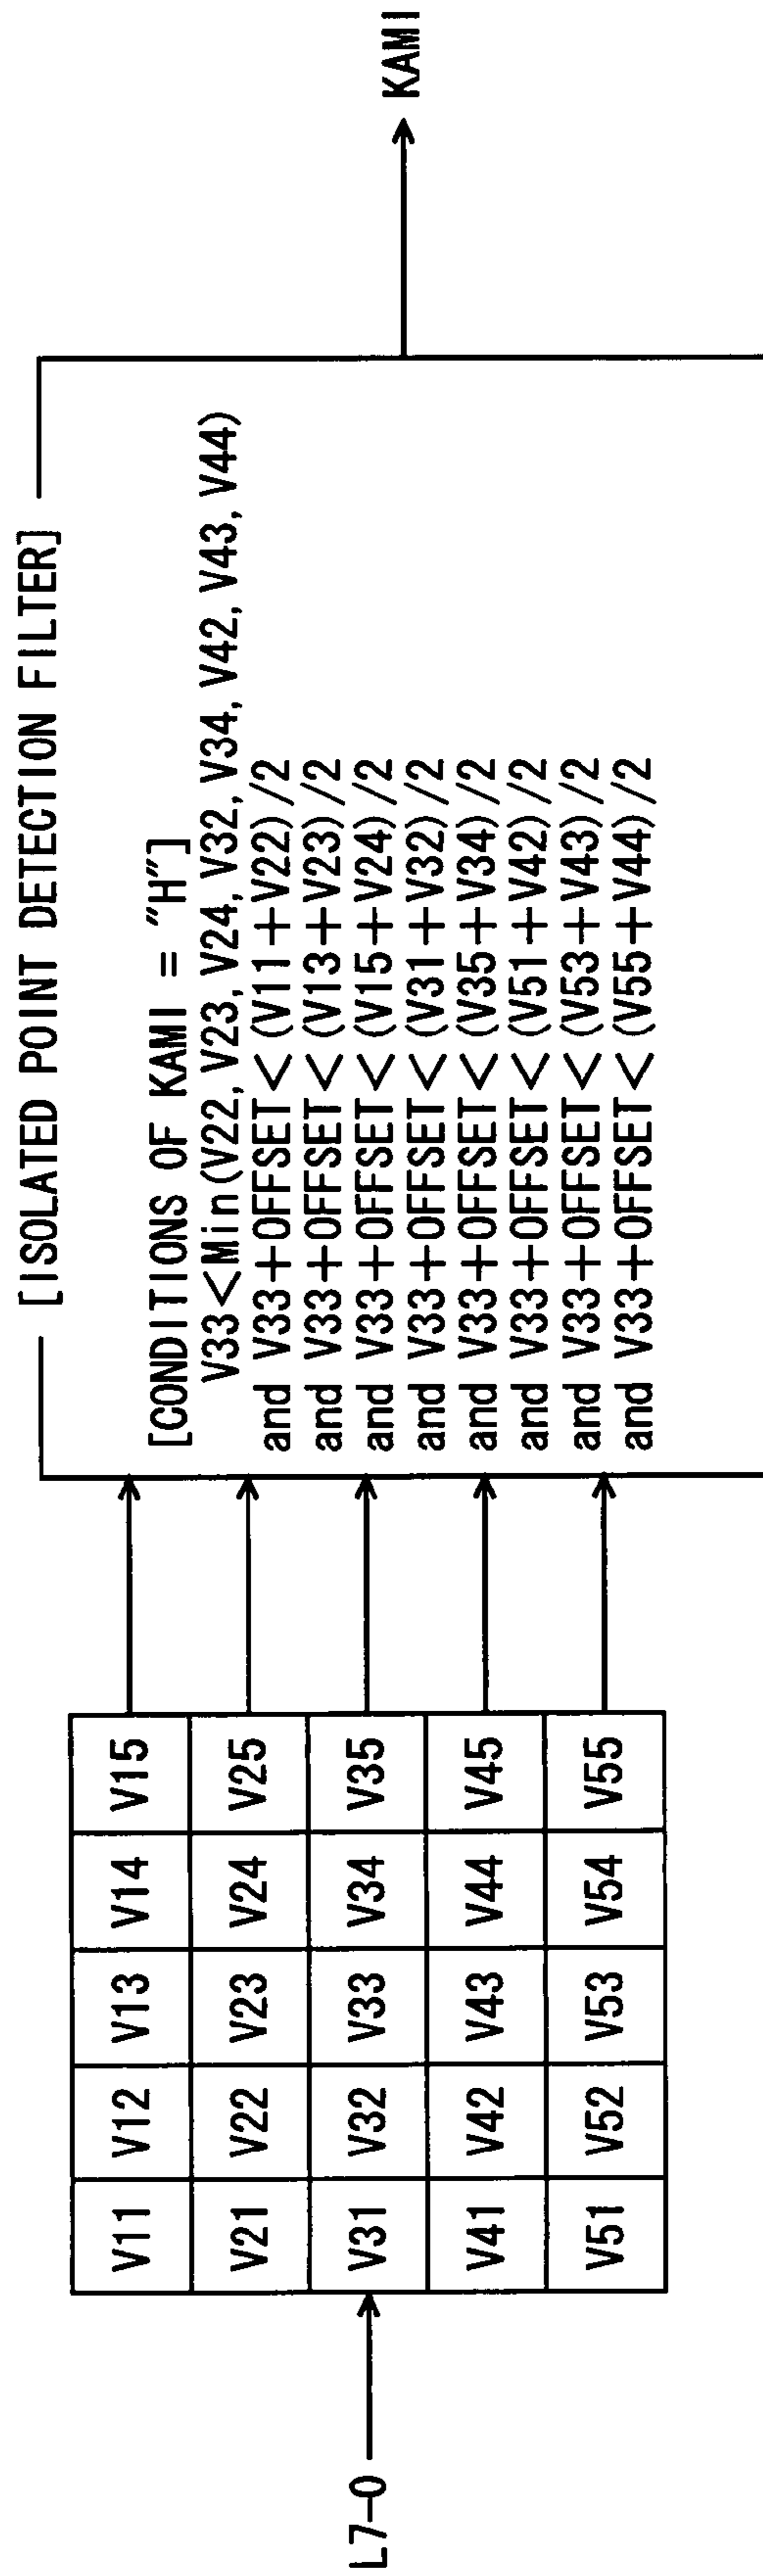 [ISOLATED POINT DETECTION FILTER]
L7-0
V11 V12 V13 V14 V15
V21 V22 V23 V24 V25
V31 V32 V33 V34 V35
V41 V42 V43 V44 V45
V51 V52 V53 V54 V55
[CONDITIONS OF KAMI = "H"]
V33<Min(V22, V23, V24, V32, V34, V42, V43, V44)
and V33+OFFSET<(V11+V22)/2
and V33+OFFSET<(V13+V23)/2
and V33+OFFSET<(V15+V24)/2
and V33+OFFSET<(V31+V32)/2
and V33+OFFSET<(V35+V34)/2
and V33+OFFSET<(V51+V42)/2
and V33+OFFSET<(V53+V43)/2
and V33+OFFSET<(V55+V44)/2
KAMI